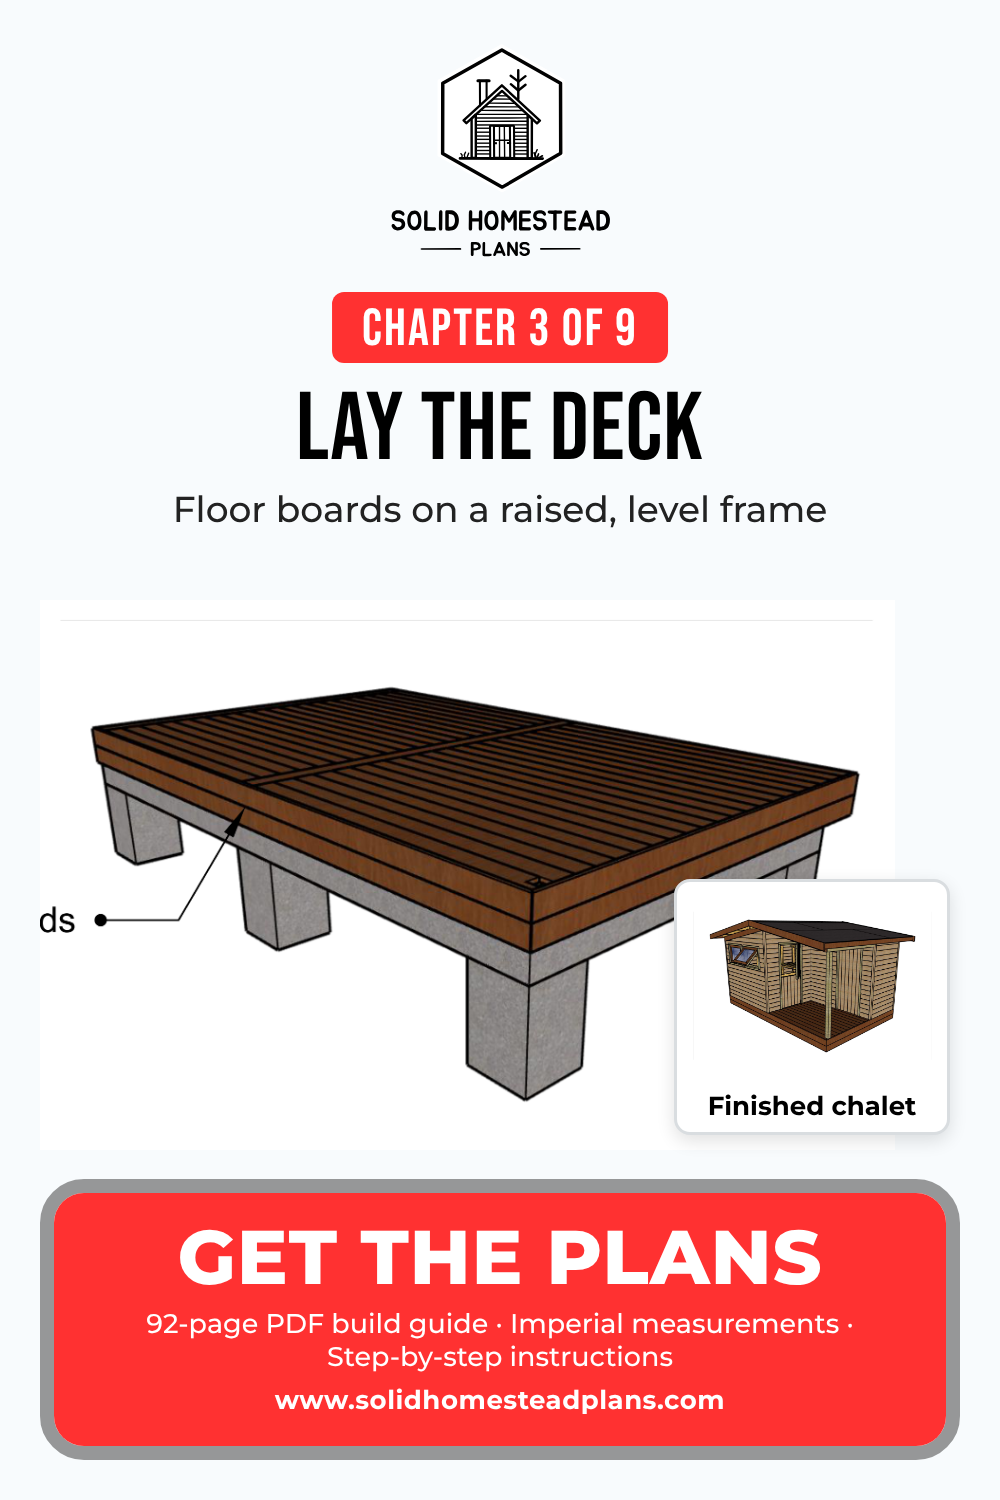 SOLID HOMESTEAD
PLANS
CHAPTER 3 OF 9
LAY THE DECK
Floor boards on a raised, level frame
ds
Finished chalet
GET THE PLANS
92-page PDF build guide · Imperial measurements ·
Step-by-step instructions
www.solidhomesteadplans.com